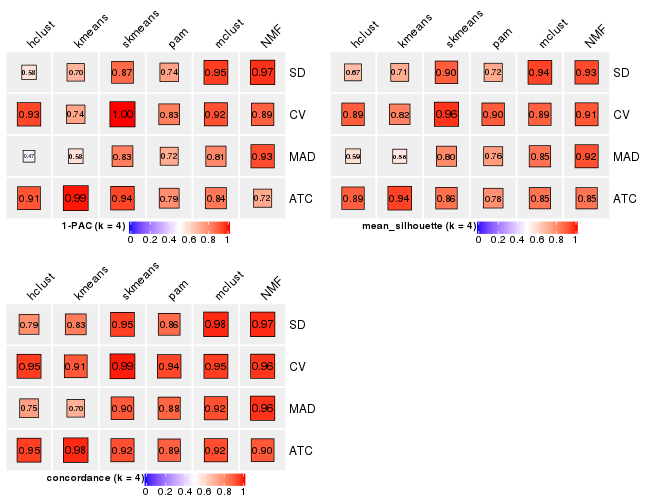 hclust kmeans skmeans pam mclust NMF
0.58 0.70 0.87 0.74 0.95 0.97 SD
0.93 0.74 1.00 0.83 0.92 0.89 CV
0.47 0.58 0.83 0.72 0.81 0.93 MAD
0.91 0.99 0.94 0.79 0.84 0.72 ATC
1-PAC (k = 4)
0 0.2 0.4 0.6 0.8 1
hclust kmeans skmeans pam mclust NMF
0.67 0.71 0.90 0.72 0.94 0.93 SD
0.89 0.82 0.96 0.90 0.89 0.91 CV
0.59 0.56 0.80 0.76 0.85 0.92 MAD
0.89 0.94 0.86 0.78 0.85 0.85 ATC
mean_silhouette (k = 4)
0 0.2 0.4 0.6 0.8 1
hclust kmeans skmeans pam mclust NMF
0.79 0.83 0.95 0.86 0.98 0.97 SD
0.95 0.91 0.99 0.94 0.95 0.96 CV
0.75 0.70 0.90 0.88 0.92 0.96 MAD
0.95 0.98 0.92 0.89 0.92 0.90 ATC
concordance (k = 4)
0 0.2 0.4 0.6 0.8 1